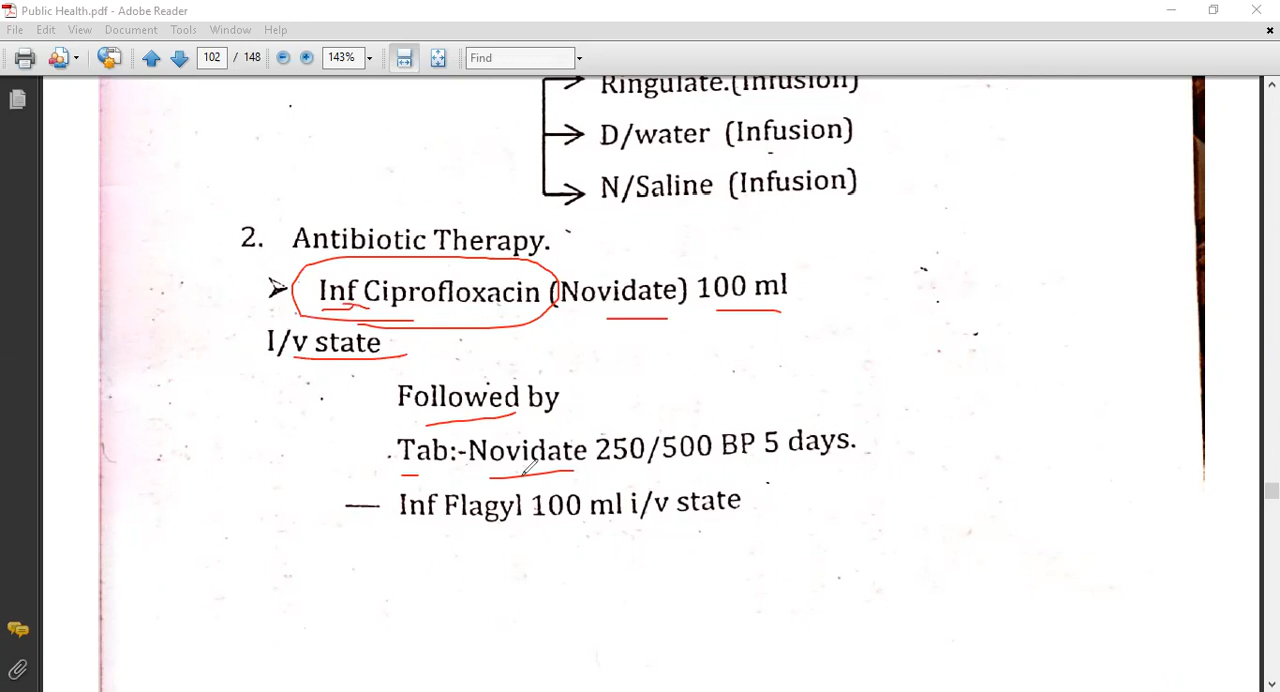 Public Health.pdf - Adobe Reader
File Edit View Document Tools Window Help
102 / 148 143% Find
Ringulate.(Infusion)
D/water (Infusion)
N/Saline (Infusion)
2. Antibiotic Therapy.
Inf Ciprofloxacin (Novidate) 100 ml
I/v state
Followed by
Tab:-Novidate 250/500 BP 5 days.
— Inf Flagyl 100 ml i/v state